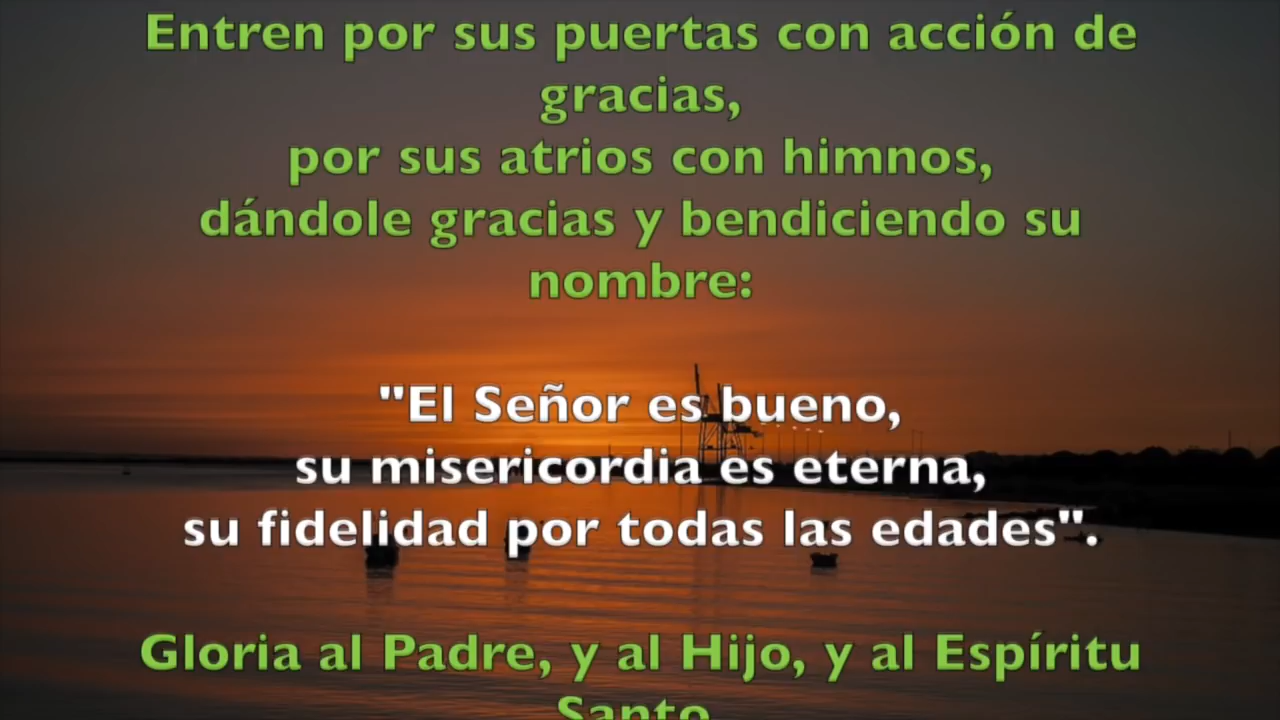 Entren por sus puertas con acción de
gracias,
por sus atrios con himnos,
dándole gracias y bendiciendo su
nombre:
"El Señor es bueno,
su misericordia es eterna,
su fidelidad por todas las edades".
Gloria al Padre, y al Hijo, y al Espíritu
Santo